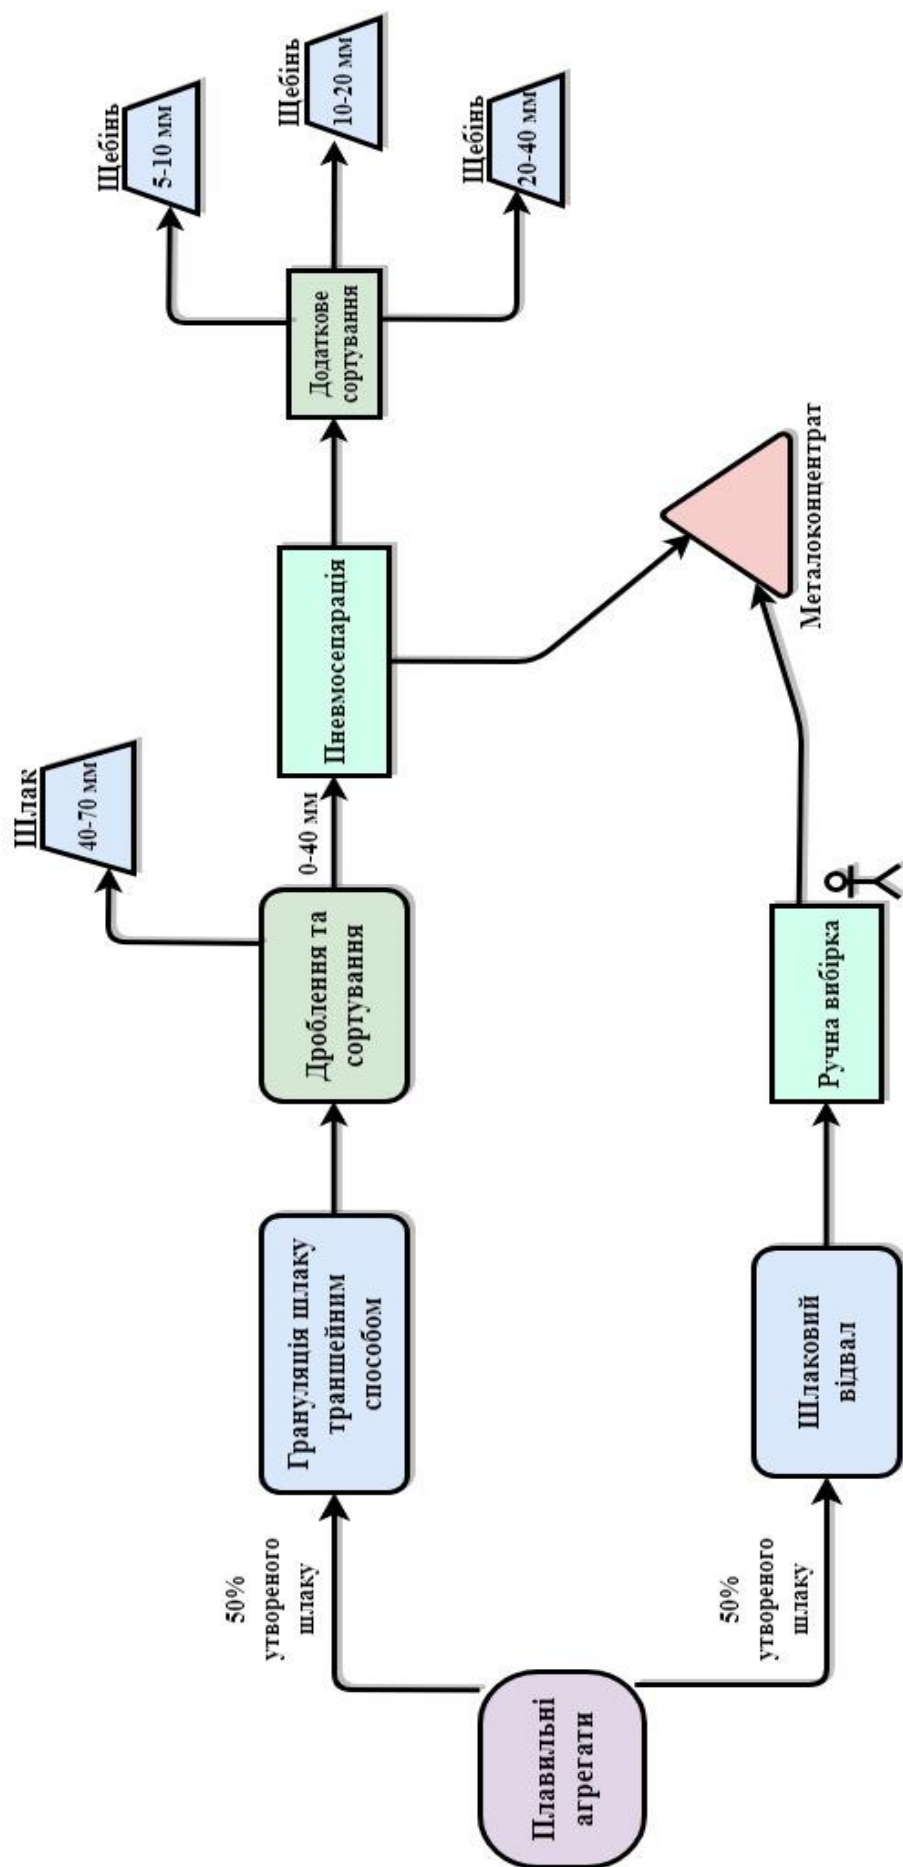 Плавильні
агрегати
50%
утвореного
шлаку
Грануляція шлаку
траншейним
способом
Дроблення та
сортування
Шлак
40-70 мм
0-40 мм
Пневмосепарація
Додаткове
сортування
Щебінь
5-10 мм
Щебінь
10-20 мм
Щебінь
20-40 мм
50%
утвореного
шлаку
Шлаковий
відвал
Ручна вибірка
Металоконцентрат